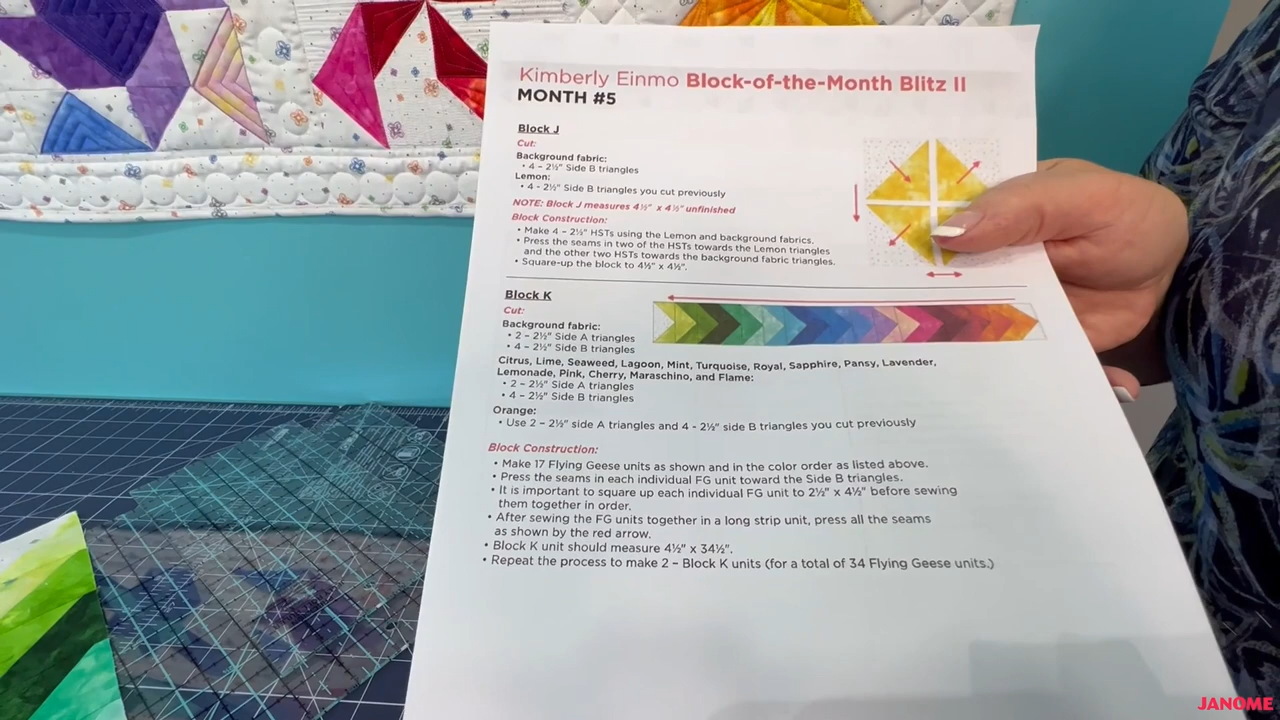 Kimberly Einmo Block-of-the-Month Blitz II
MONTH #5
Block J
Cut:
Background fabric:
• 4 – 2½" Side B triangles
Lemon:
• 4 - 2½" Side B triangles you cut previously
NOTE: Block J measures 4½" x 4½" unfinished
Block Construction:
• Make 4 – 2½" HSTs using the Lemon and background fabrics.
• Press the seams in two of the HSTs towards the Lemon triangles
and the other two HSTs towards the background fabric triangles.
• Square-up the block to 4½" x 4½".
Block K
Cut:
Background fabric:
• 2 – 2½" Side A triangles
• 4 – 2½" Side B triangles
Citrus, Lime, Seaweed, Lagoon, Mint, Turquoise, Royal, Sapphire, Pansy, Lavender,
Lemonade, Pink, Cherry, Maraschino, and Flame:
• 2 – 2½" Side A triangles
• 4 – 2½" Side B triangles
Orange:
• Use 2 – 2½" side A triangles and 4 - 2½" side B triangles you cut previously
Block Construction:
• Make 17 Flying Geese units as shown and in the color order as listed above.
• Press the seams in each individual FG unit toward the Side B triangles.
• It is important to square up each individual FG unit to 2½" x 4½" before sewing
them together in order.
• After sewing the FG units together in a long strip unit, press all the seams
as shown by the red arrow.
• Block K unit should measure 4½" x 34½".
• Repeat the process to make 2 – Block K units (for a total of 34 Flying Geese units.)
JANOME